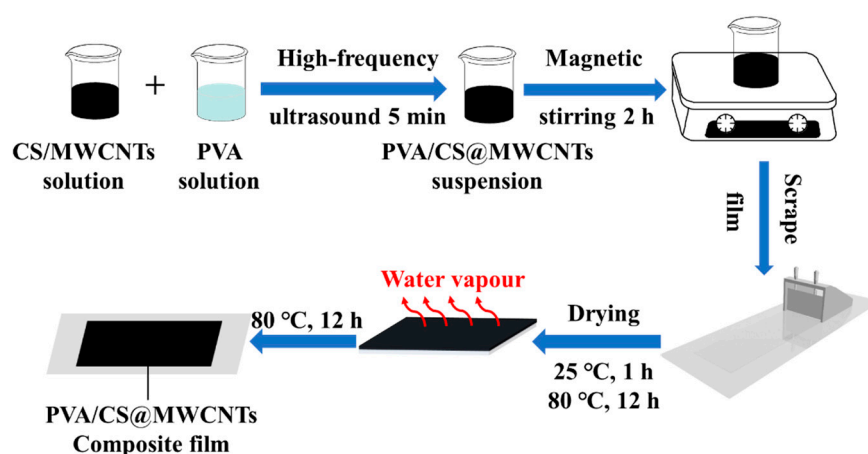 High-frequency
ultrasound 5 min
Magnetic
stirring 2 h
+
CS/MWCNTs
solution
PVA
solution
PVA/CS@MWCNTs
suspension
Scrape
film
Water vapour
80 ℃, 12 h
Drying
25 ℃, 1 h
80 ℃, 12 h
PVA/CS@MWCNTs
Composite film